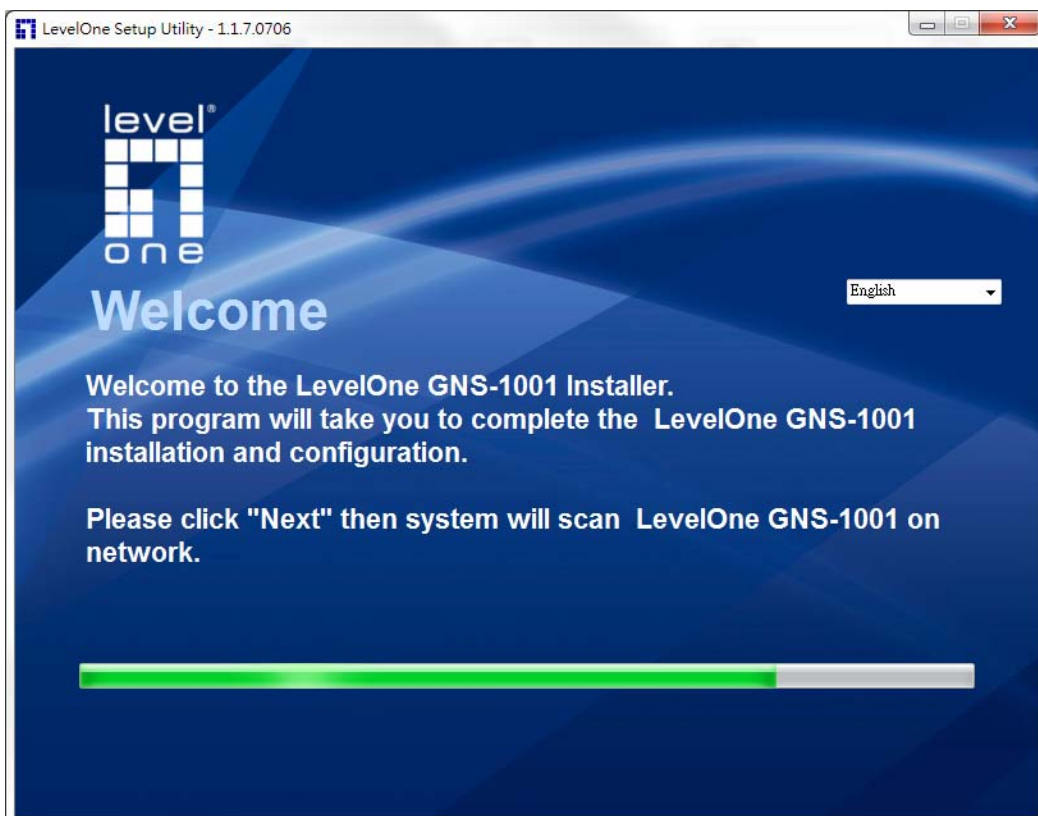 LevelOne Setup Utility - 1.1.7.0706
level®
one
Welcome
English
Welcome to the LevelOne GNS-1001 Installer.
This program will take you to complete the  LevelOne GNS-1001
installation and configuration.
Please click "Next" then system will scan  LevelOne GNS-1001 on
network.